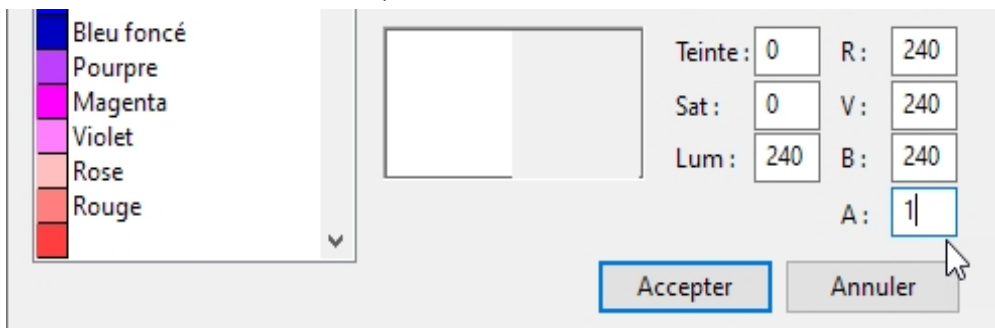 Bleu foncé
Pourpre
Magenta
Violet
Rose
Rouge
Teinte : 0 R : 240
Sat : 0 V : 240
Lum : 240 B : 240
A : 1
Accepter Annuler